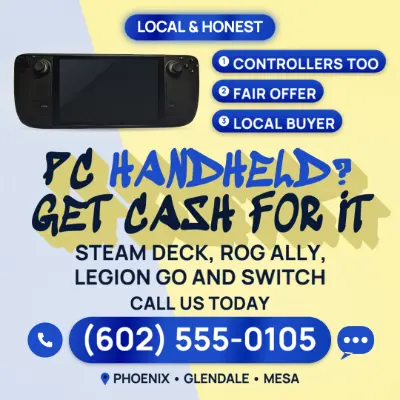 LOCAL & HONEST
1 CONTROLLERS TOO
2 FAIR OFFER
3 LOCAL BUYER
PC HANDHELD?
GET CASH FOR IT
STEAM DECK, ROG ALLY,
LEGION GO AND SWITCH
CALL US TODAY
(602) 555-0105
PHOENIX • GLENDALE • MESA